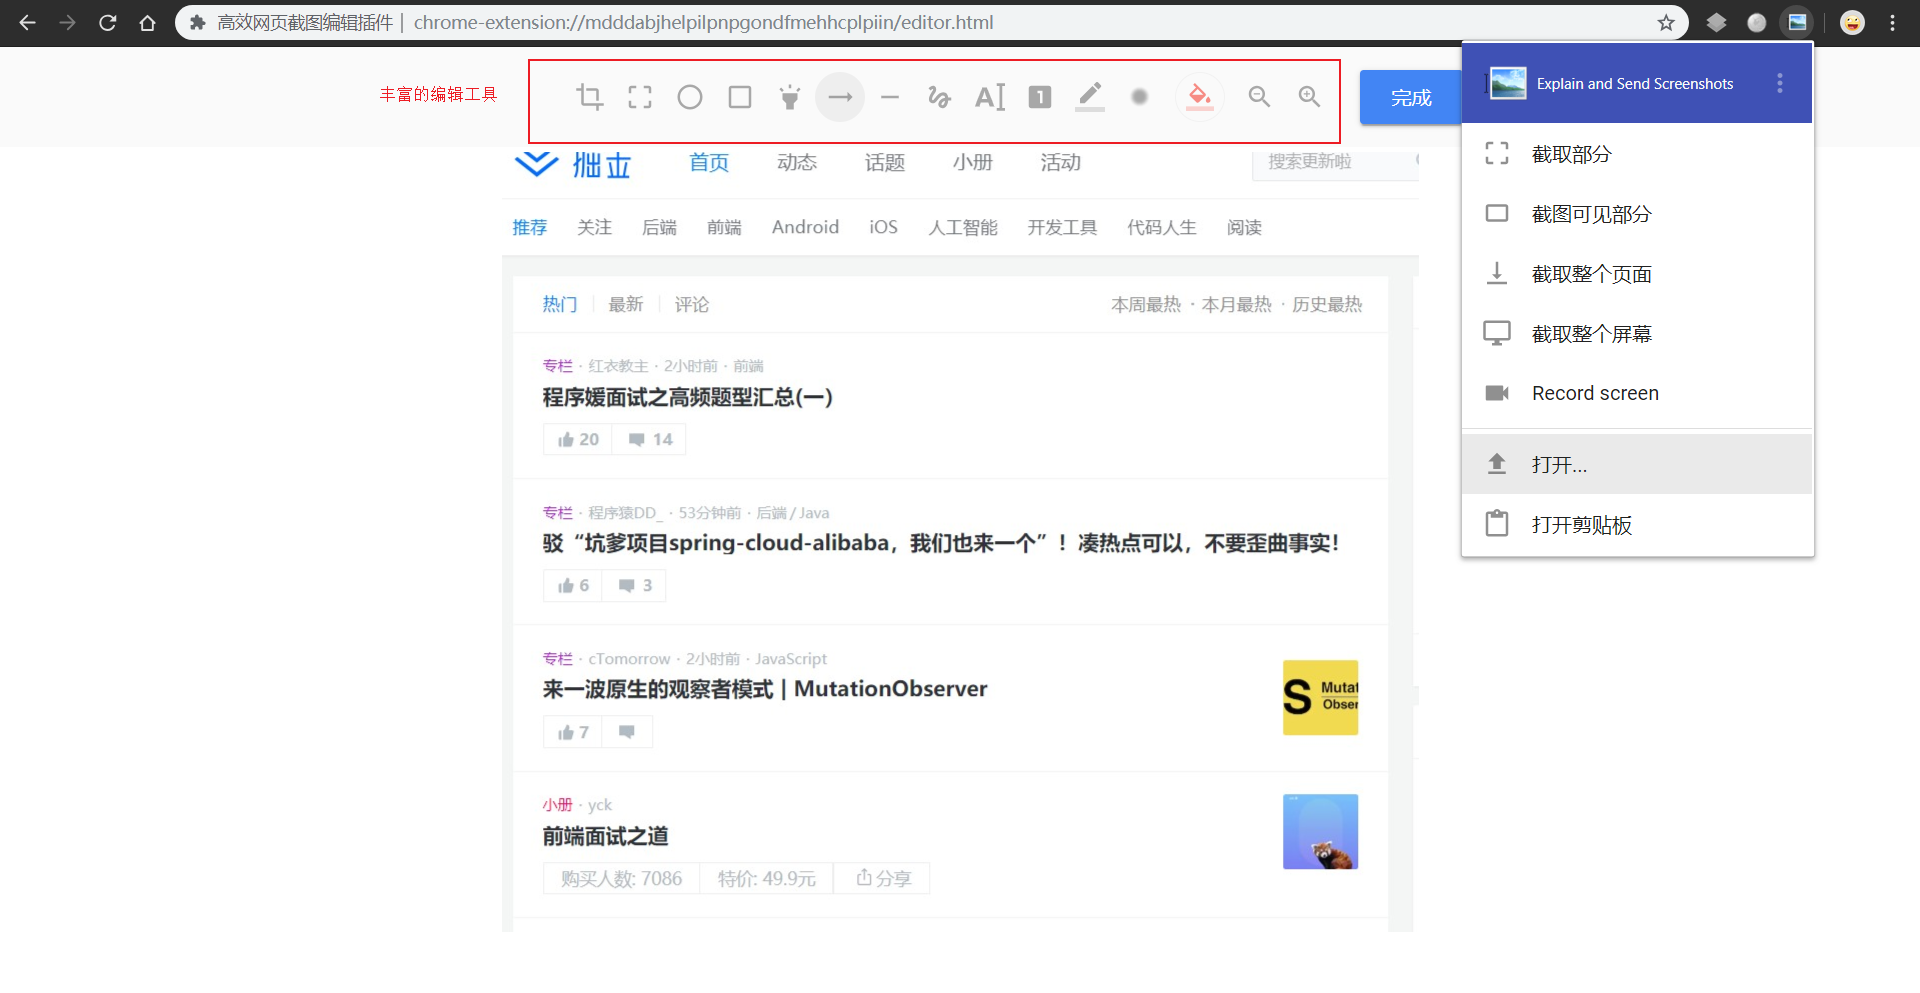 高效网页截图编辑插件 | chrome-extension://mdddabjhelpilpnpgondfmehhcplpiin/editor.html
丰富的编辑工具
AI
1
完成
Explain and Send Screenshots
截取部分
截图可见部分
截取整个页面
截取整个屏幕
Record screen
打开...
打开剪贴板
首页 动态 话题 小册 活动 搜索更新啦
推荐 关注 后端 前端 Android iOS 人工智能 开发工具 代码人生 阅读
热门 最新 评论 本周最热 · 本月最热 · 历史最热
专栏 · 红衣教主 · 2小时前 · 前端
程序媛面试之高频题型汇总(一)
20 14
专栏 · 程序猿DD_ · 53分钟前 · 后端 / Java
驳“坑爹项目spring-cloud-alibaba，我们也来一个”！凑热点可以，不要歪曲事实！
6 3
专栏 · cTomorrow · 2小时前 · JavaScript
来一波原生的观察者模式 | MutationObserver
7
S Mutat
Obser
小册 · yck
前端面试之道
购买人数: 7086 特价: 49.9元 分享